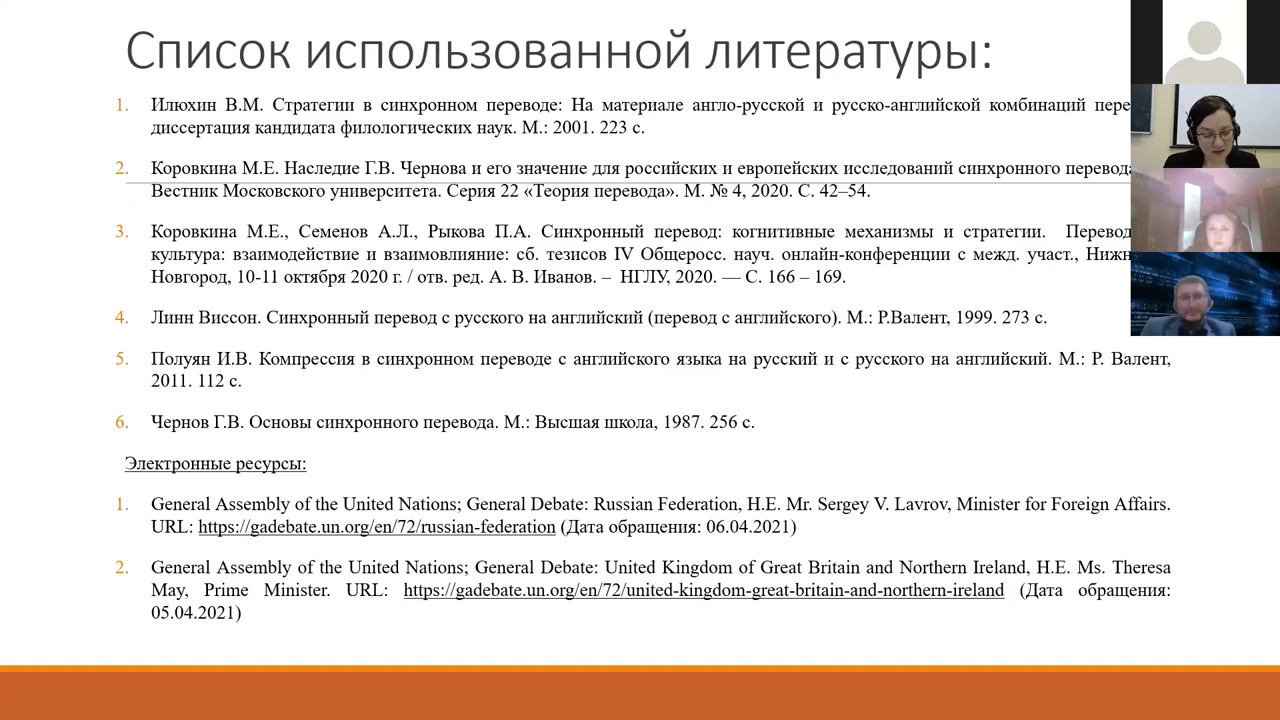 Список использованной литературы:
1. Илюхин В.М. Стратегии в синхронном переводе: На материале англо-русской и русско-английской комбинаций
диссертация кандидата филологических наук. М.: 2001. 223 с.
2. Коровкина М.Е. Наследие Г.В. Чернова и его значение для российских и европейских исследований синхронного перевода
Вестник Московского университета. Серия 22 «Теория перевода». М. № 4, 2020. С. 42–54.
3. Коровкина М.Е., Семенов А.Л., Рыкова П.А. Синхронный перевод: когнитивные механизмы и стратегии. Перевод
культура: взаимодействие и взаимовлияние: сб. тезисов IV Общеросс. науч. онлайн-конференции с межд. участ.,
Новгород, 10-11 октября 2020 г. / отв. ред. А. В. Иванов. – НГЛУ, 2020. — С. 166 – 169.
4. Линн Виссон. Синхронный перевод с русского на английский (перевод с английского). М.: Р.Валент, 1999. 273 с.
5. Полуян И.В. Компрессия в синхронном переводе с английского языка на русский и с русского на английский. М.: Р. Валент,
2011. 112 с.
6. Чернов Г.В. Основы синхронного перевода. М.: Высшая школа, 1987. 256 с.
Электронные ресурсы:
1. General Assembly of the United Nations; General Debate: Russian Federation, H.E. Mr. Sergey V. Lavrov, Minister for Foreign Affairs.
URL: https://gadebate.un.org/en/72/russian-federation (Дата обращения: 06.04.2021)
2. General Assembly of the United Nations; General Debate: United Kingdom of Great Britain and Northern Ireland, H.E. Ms. Theresa
May, Prime Minister. URL: https://gadebate.un.org/en/72/united-kingdom-great-britain-and-northern-ireland (Дата обращения:
05.04.2021)